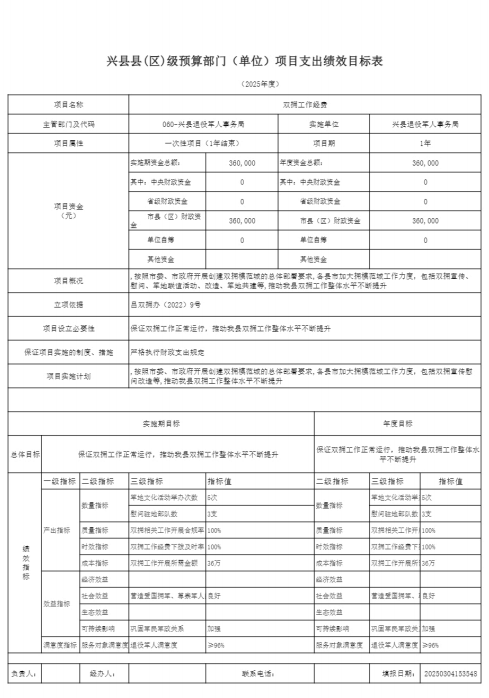 兴县县(区)级预算部门（单位）项目支出绩效目标表
（2025年度）
项目名称 双拥工作经费
主管部门及代码 060-兴县退役军人事务局 实施单位 兴县退役军人事务局
项目属性 一次性项目（1年结束） 项目期 1年
项目资金（元） 实施期资金总额： 360,000 年度资金总额： 360,000
其中：中央财政资金 0 其中：中央财政资金 0
省级财政资金 0 省级财政资金 0
市县（区）财政资金 360,000 市县（区）财政资金 360,000
单位自筹 0 单位自筹 0
其他资金 其他资金
项目概况 ,按照市委、市政府开展创建双拥模范城的总体部署要求,各县市加大拥模范城工作力度，包括双拥宣传、
慰问、军地联谊活动、改造、军地共建等,推动我县双拥工作整体水平不断提升
立项依据 吕双拥办（2022）9号
项目设立必要性 保证双拥工作正常运行，推动我县双拥工作整体水平不断提升
保证项目实施的制度、措施 严格执行财政支出规定
项目实施计划 ,按照市委、市政府开展创建双拥模范城的总体部署要求,各县市加大拥模范城工作力度，包括双拥宣传慰
问改造等,推动我县双拥工作整体水平不断提升
实施期目标 年度目标
总体目标 保证双拥工作正常运行，推动我县双拥工作整体水平不断提升 保证双拥工作正常运行，推动我县双拥工作整体水平不断提升
绩效指标 一级指标 二级指标 三级指标 指标值 二级指标 三级指标 指标值
产出指标 数量指标 军地文化活动举办次数 5次 数量指标 军地文化活动举 5次
慰问驻地部队数 3支 慰问驻地部队数 3支
质量指标 双拥相关工作开展合规率 100% 质量指标 双拥相关工作开 100%
时效指标 双拥工作经费下拨及时率 100% 时效指标 双拥工作经费下 100%
成本指标 双拥工作开展所需金额 36万 成本指标 双拥工作开展所 36万
效益指标 经济效益 经济效益
社会效益 营造爱国拥军、尊崇军人 良好 社会效益 营造爱国拥军、 良好
生态效益 生态效益
可持续影响 巩固军民军政关系 加强 可持续影响 巩固军民军政关 加强
满意度指标 服务对象满意度 退役军人满意度 ≥96% 服务对象满意度 退役军人满意度 ≥96%
负责人： 经办人： 联系电话： 填报日期： 20250304153548